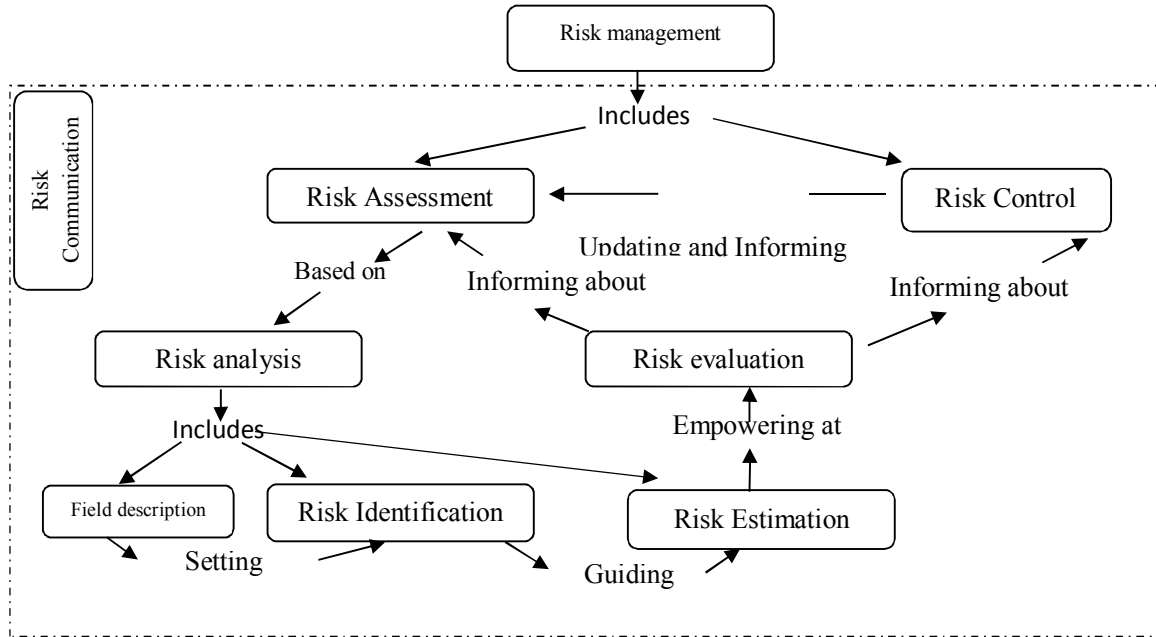 Risk management
Includes
Risk
Communication
Risk Assessment
Risk Control
Updating and Informing
Based on
Informing about
Informing about
Risk analysis
Risk evaluation
Includes
Empowering at
Field description
Risk Identification
Risk Estimation
Setting
Guiding